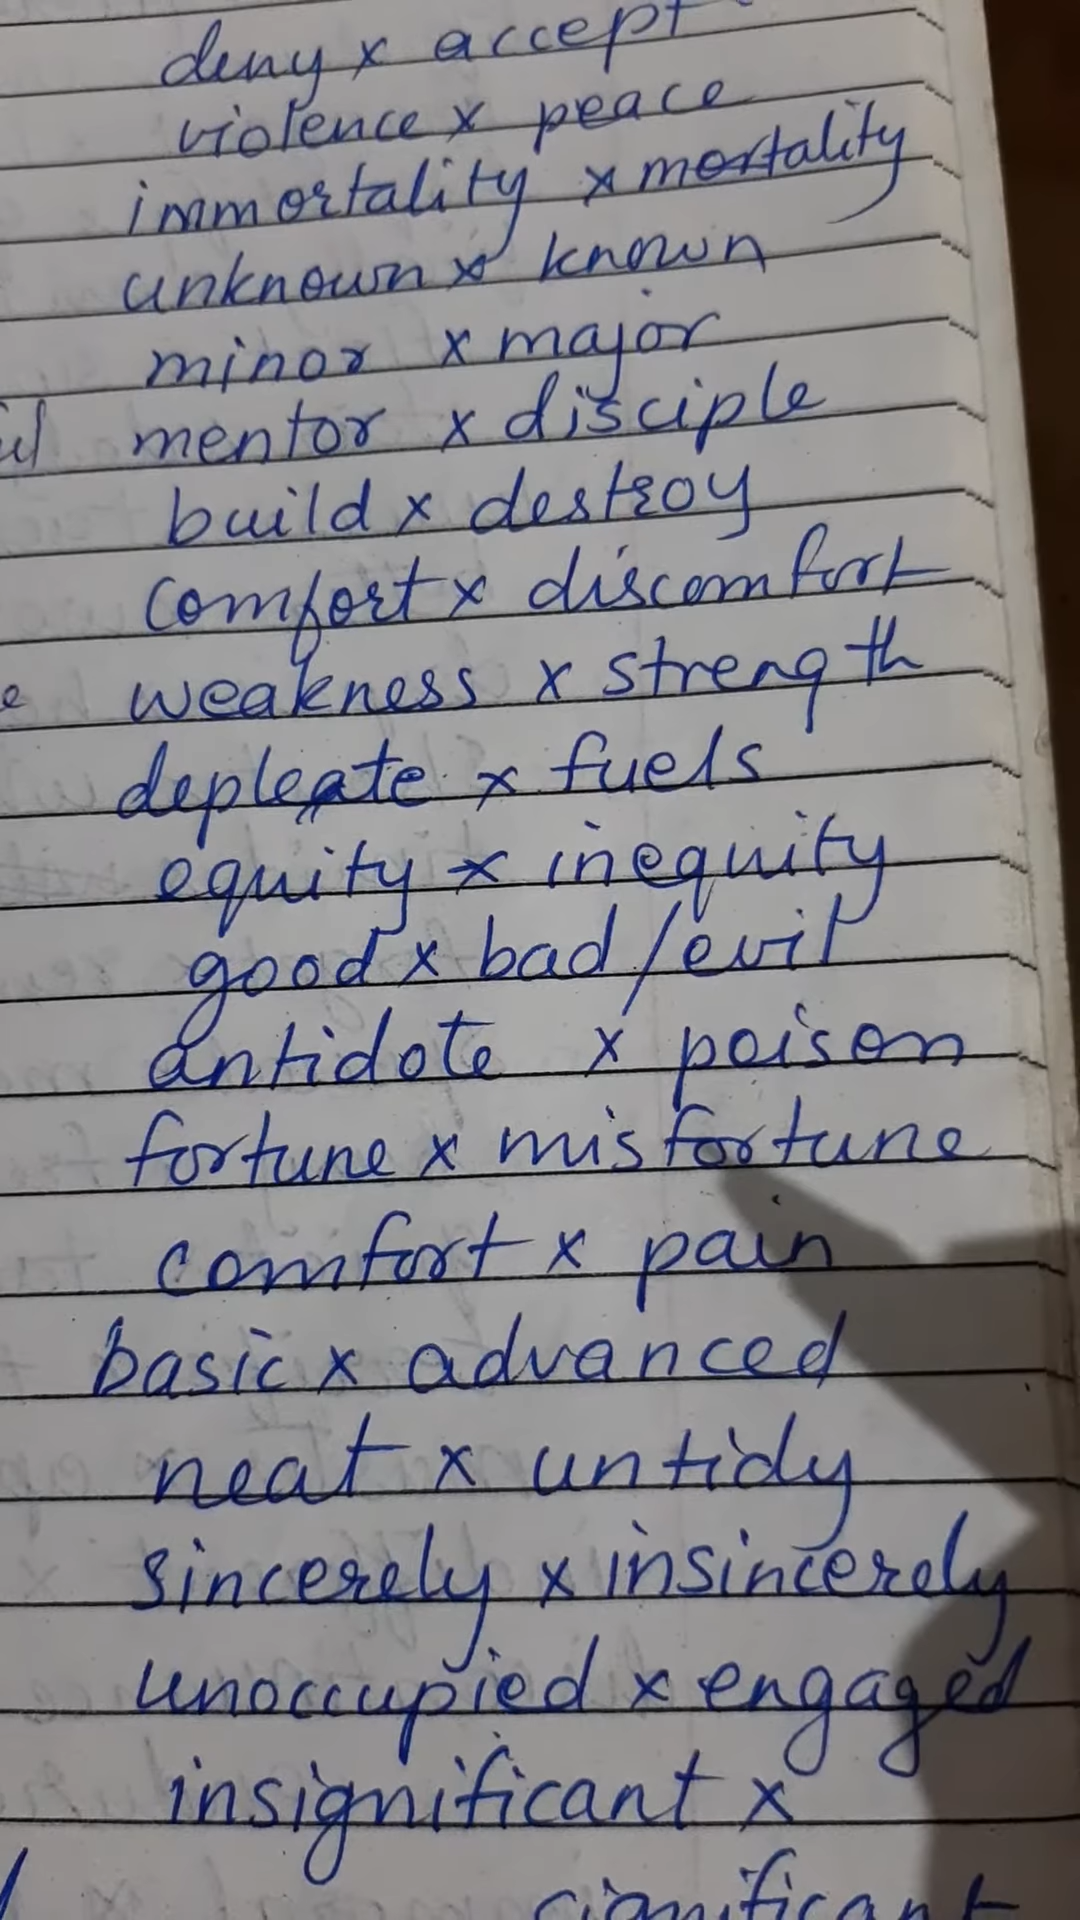 deny x accept
violence x peace
immortality x mortality
unknown x known
minor x major
mentor x disciple
build x destroy
comfort x discomfort
weakness x strength
depleate x fuels
equity x inequity
good x bad/evil
antidote x poison
fortune x misfortune
comfort x pain
basic x advanced
neat x untidy
sincerely x insincerely
unoccupied x engaged
insignificant x
significant